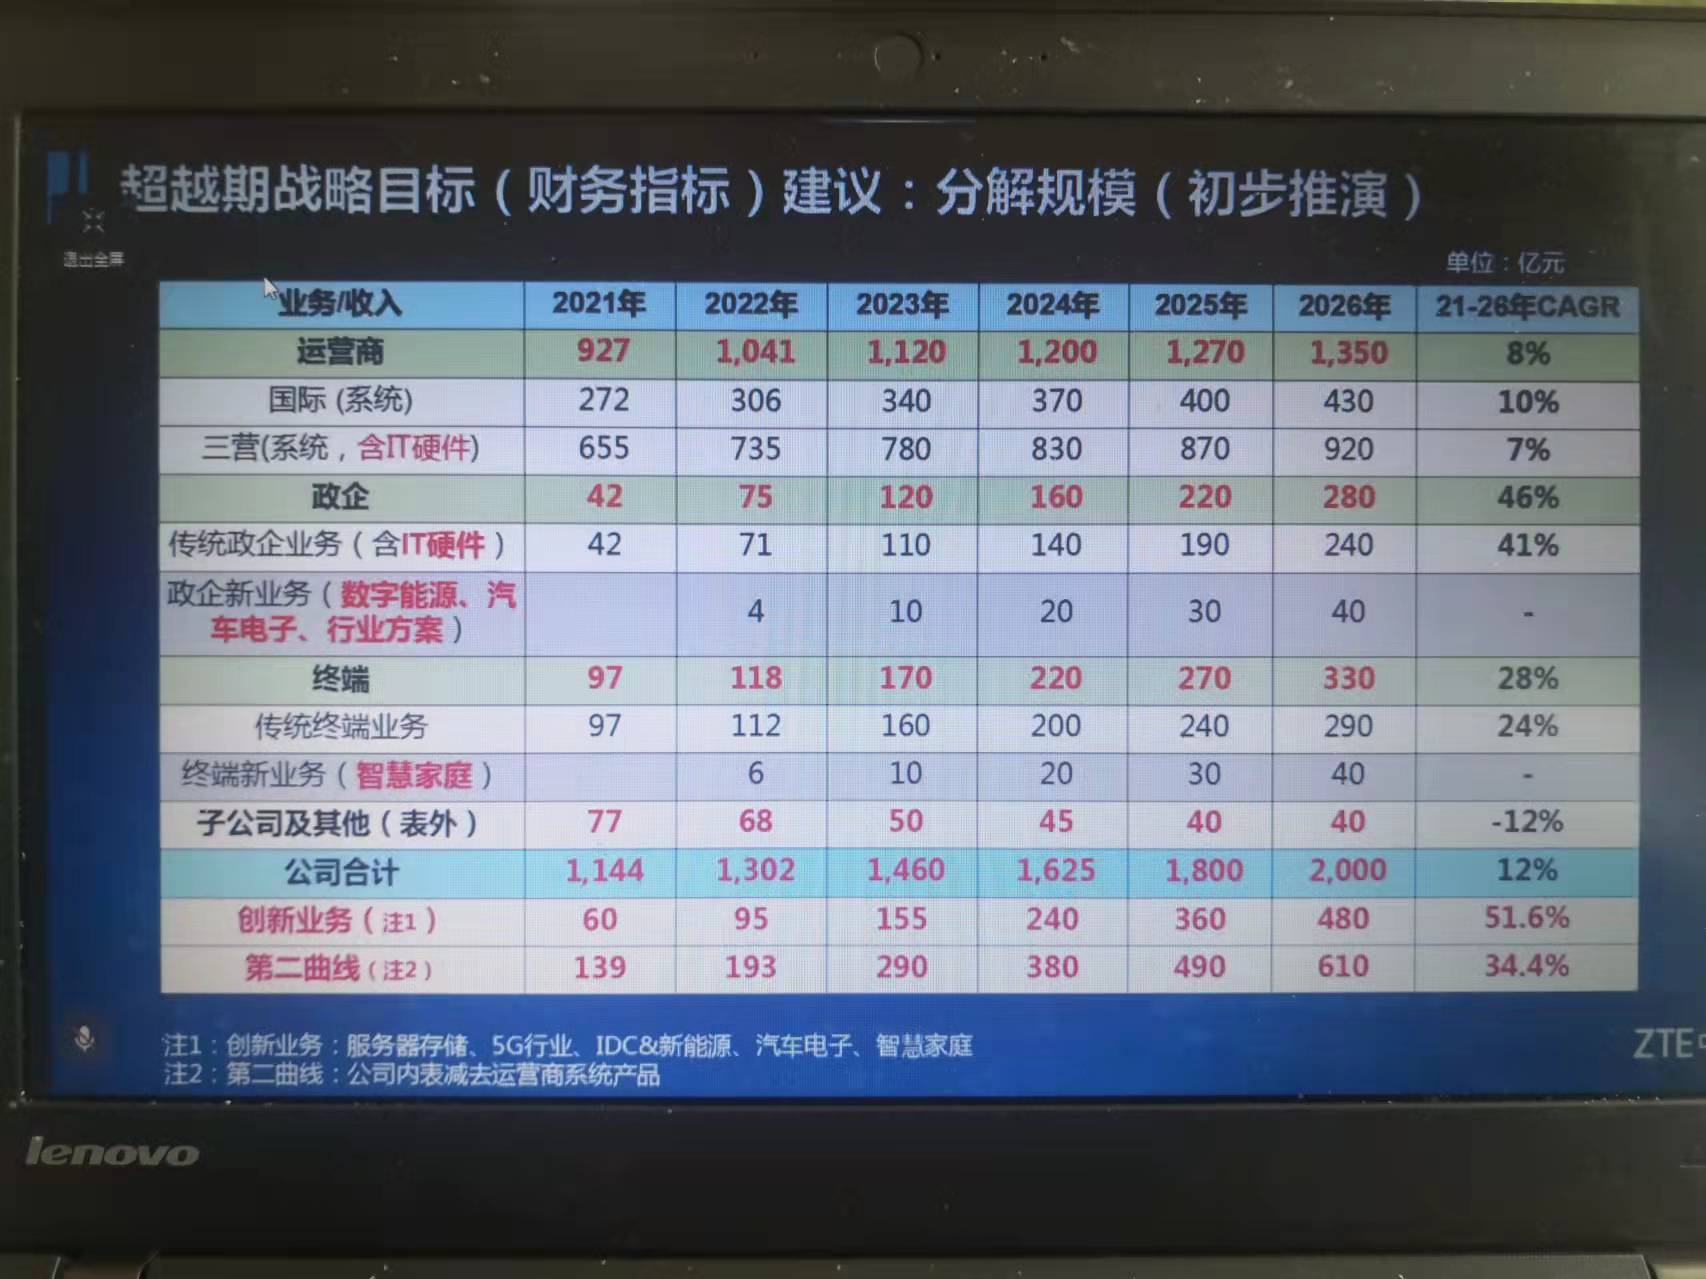 超越期战略目标（财务指标）建议：分解规模（初步推演）
退出全屏
单位：亿元
业务/收入 2021年 2022年 2023年 2024年 2025年 2026年 21-26年CAGR
运营商 927 1,041 1,120 1,200 1,270 1,350 8%
国际 (系统) 272 306 340 370 400 430 10%
三营(系统，含IT硬件) 655 735 780 830 870 920 7%
政企 42 75 120 160 220 280 46%
传统政企业务（含IT硬件） 42 71 110 140 190 240 41%
政企新业务（数字能源、汽
车电子、行业方案） 4 10 20 30 40 -
终端 97 118 170 220 270 330 28%
传统终端业务 97 112 160 200 240 290 24%
终端新业务（智慧家庭） 6 10 20 30 40 -
子公司及其他（表外） 77 68 50 45 40 40 -12%
公司合计 1,144 1,302 1,460 1,625 1,800 2,000 12%
创新业务（注1） 60 95 155 240 360 480 51.6%
第二曲线（注2） 139 193 290 380 490 610 34.4%
注1：创新业务：服务器存储、5G行业、IDC&新能源、汽车电子、智慧家庭
注2：第二曲线：公司内表减去运营商系统产品
ZTE
lenovo